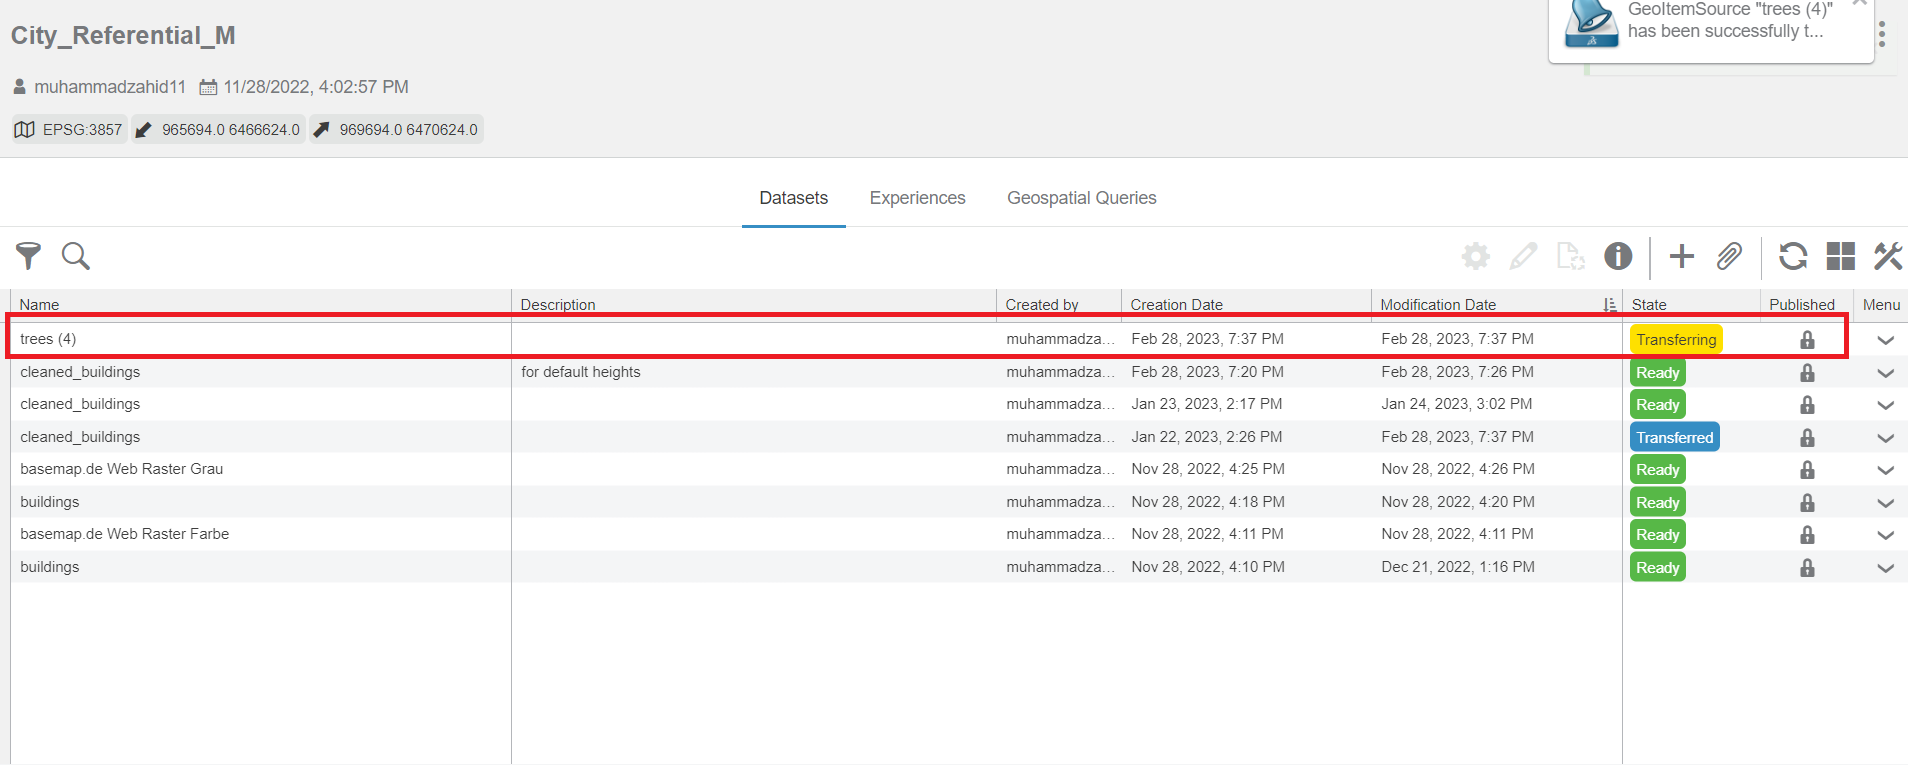 City_Referential_M
GeoItemSource "trees (4)"
has been successfully t...
muhammadzahid11 11/28/2022, 4:02:57 PM
EPSG:3857 965694.0 6466624.0 969694.0 6470624.0
Datasets Experiences Geospatial Queries
Name Description Created by Creation Date Modification Date State Published Menu
trees (4) muhammadza... Feb 28, 2023, 7:37 PM Feb 28, 2023, 7:37 PM Transferring
cleaned_buildings for default heights muhammadza... Feb 28, 2023, 7:20 PM Feb 28, 2023, 7:26 PM Ready
cleaned_buildings muhammadza... Jan 23, 2023, 2:17 PM Jan 24, 2023, 3:02 PM Ready
cleaned_buildings muhammadza... Jan 22, 2023, 2:26 PM Feb 28, 2023, 7:37 PM Transferred
basemap.de Web Raster Grau muhammadza... Nov 28, 2022, 4:25 PM Nov 28, 2022, 4:26 PM Ready
buildings muhammadza... Nov 28, 2022, 4:18 PM Nov 28, 2022, 4:20 PM Ready
basemap.de Web Raster Farbe muhammadza... Nov 28, 2022, 4:11 PM Nov 28, 2022, 4:11 PM Ready
buildings muhammadza... Nov 28, 2022, 4:10 PM Dec 21, 2022, 1:16 PM Ready